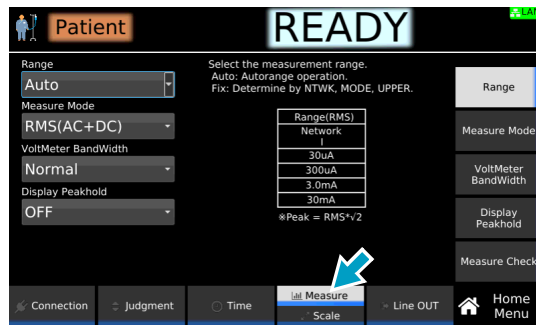 Patient
READY
LAN
Range
Auto
Measure Mode
RMS(AC+DC)
VoltMeter BandWidth
Normal
Display Peakhold
OFF
Select the measurement range.
Auto: Autorange operation.
Fix: Determine by NTWK, MODE, UPPER.
Range(RMS)
Network
I
30uA
300uA
3.0mA
30mA
※Peak = RMS*√2
Range
Measure Mode
VoltMeter
BandWidth
Display
Peakhold
Measure Check
Connection
Judgment
Time
Measure
Scale
Line OUT
Home
Menu